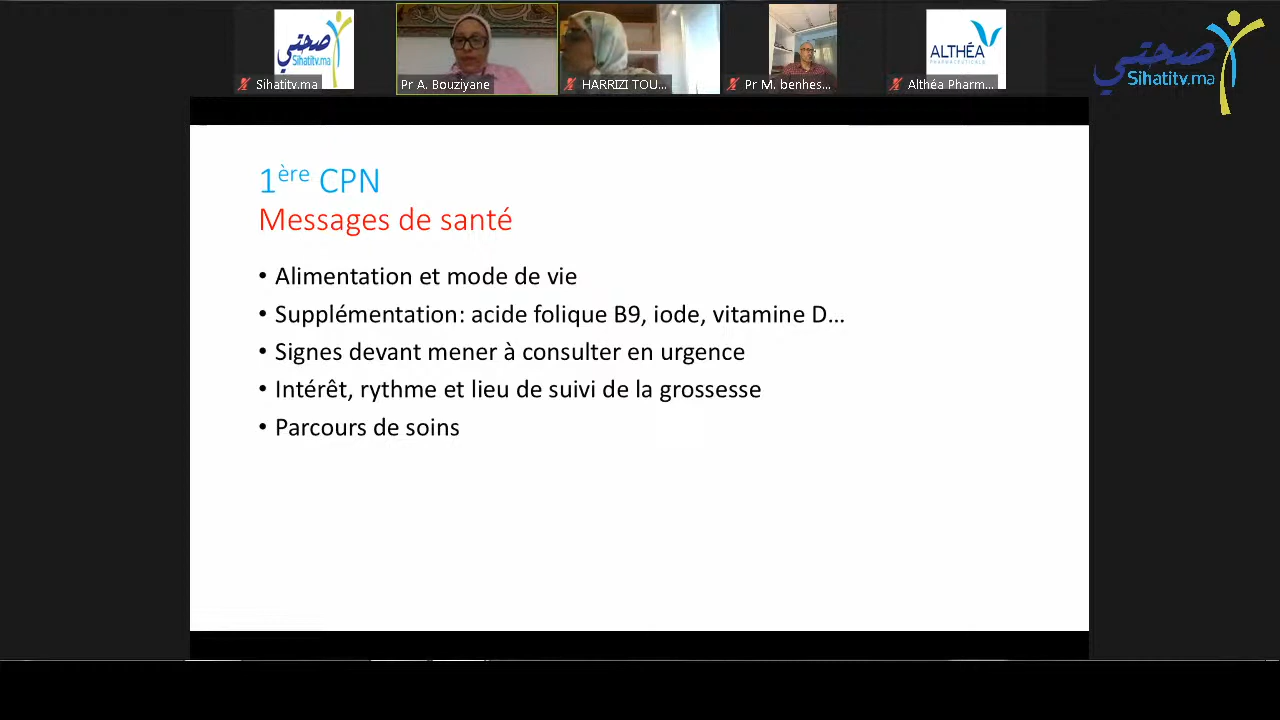 صحتي
Sihatitv.ma
Sihatitv.ma
Pr A. Bouziyane
HARRIZI TOU...
Pr M. benhes...
ALTHÉA
PHARMACEUTICALS
Althéa Pharm...
صحتي
Sihatitv.ma
1ère CPN
Messages de santé
• Alimentation et mode de vie
• Supplémentation: acide folique B9, iode, vitamine D...
• Signes devant mener à consulter en urgence
• Intérêt, rythme et lieu de suivi de la grossesse
• Parcours de soins